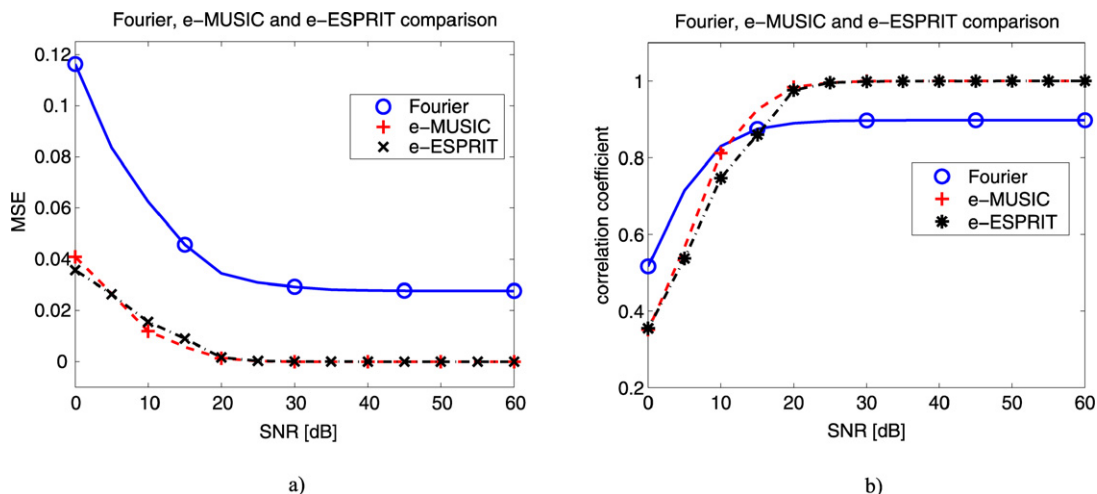 Fourier, e-MUSIC and e-ESPRIT comparison
0.12
0.1
0.08
0.06
0.04
0.02
0
MSE
Fourier
e-MUSIC
e-ESPRIT
0 10 20 30 40 50 60
SNR [dB]
a)
Fourier, e-MUSIC and e-ESPRIT comparison
1
0.8
0.6
0.4
0.2
correlation coefficient
Fourier
e-MUSIC
e-ESPRIT
0 10 20 30 40 50 60
SNR [dB]
b)